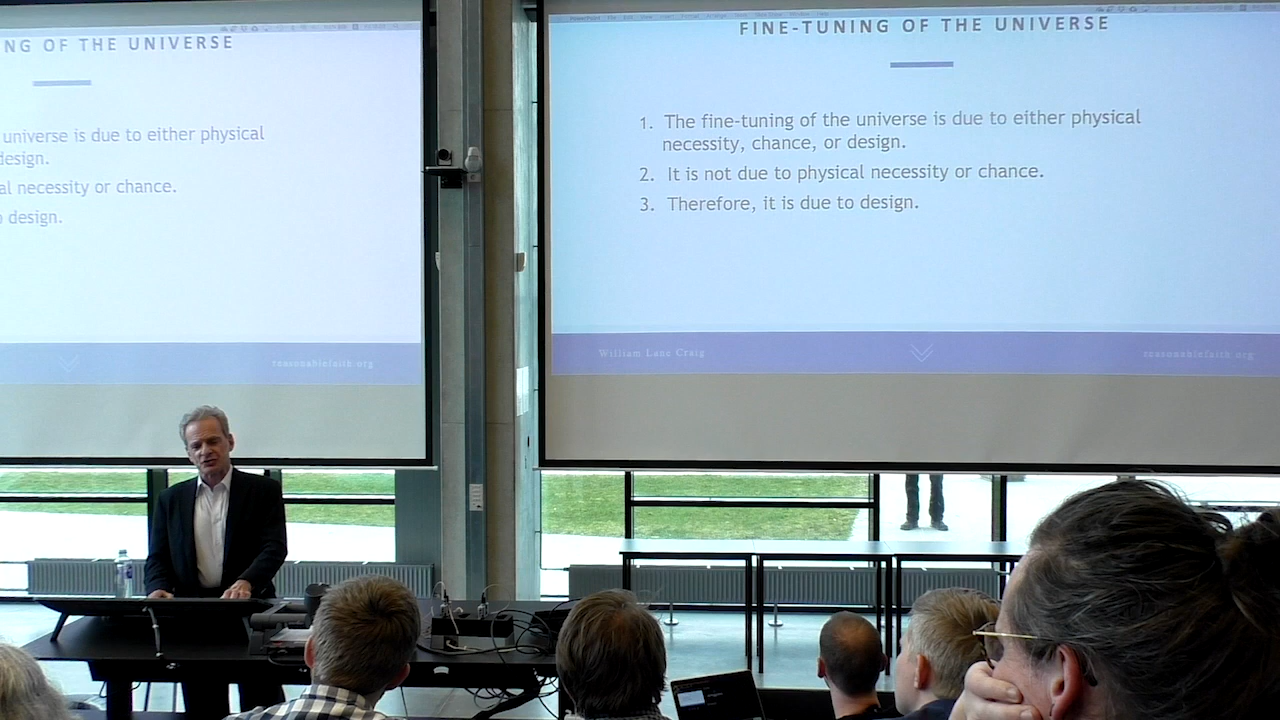 NG OF THE UNIVERSE
universe is due to either physical
design.
al necessity or chance.
design.
reasonablefaith.org
FINE-TUNING OF THE UNIVERSE
1. The fine-tuning of the universe is due to either physical
necessity, chance, or design.
2. It is not due to physical necessity or chance.
3. Therefore, it is due to design.
William Lane Craig
reasonablefaith.org